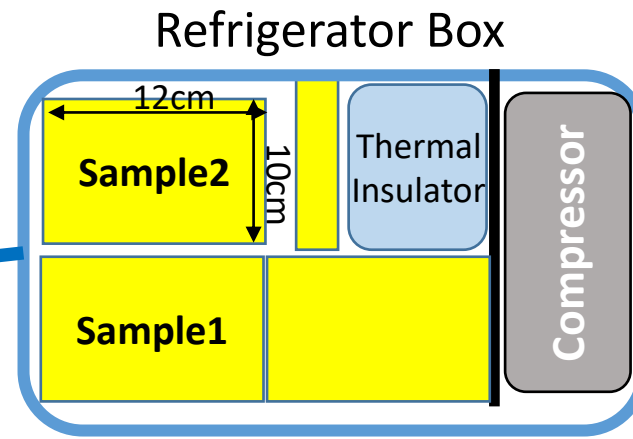 Refrigerator Box
12cm
Sample2
10cm
Thermal
Insulator
Compressor
Sample1